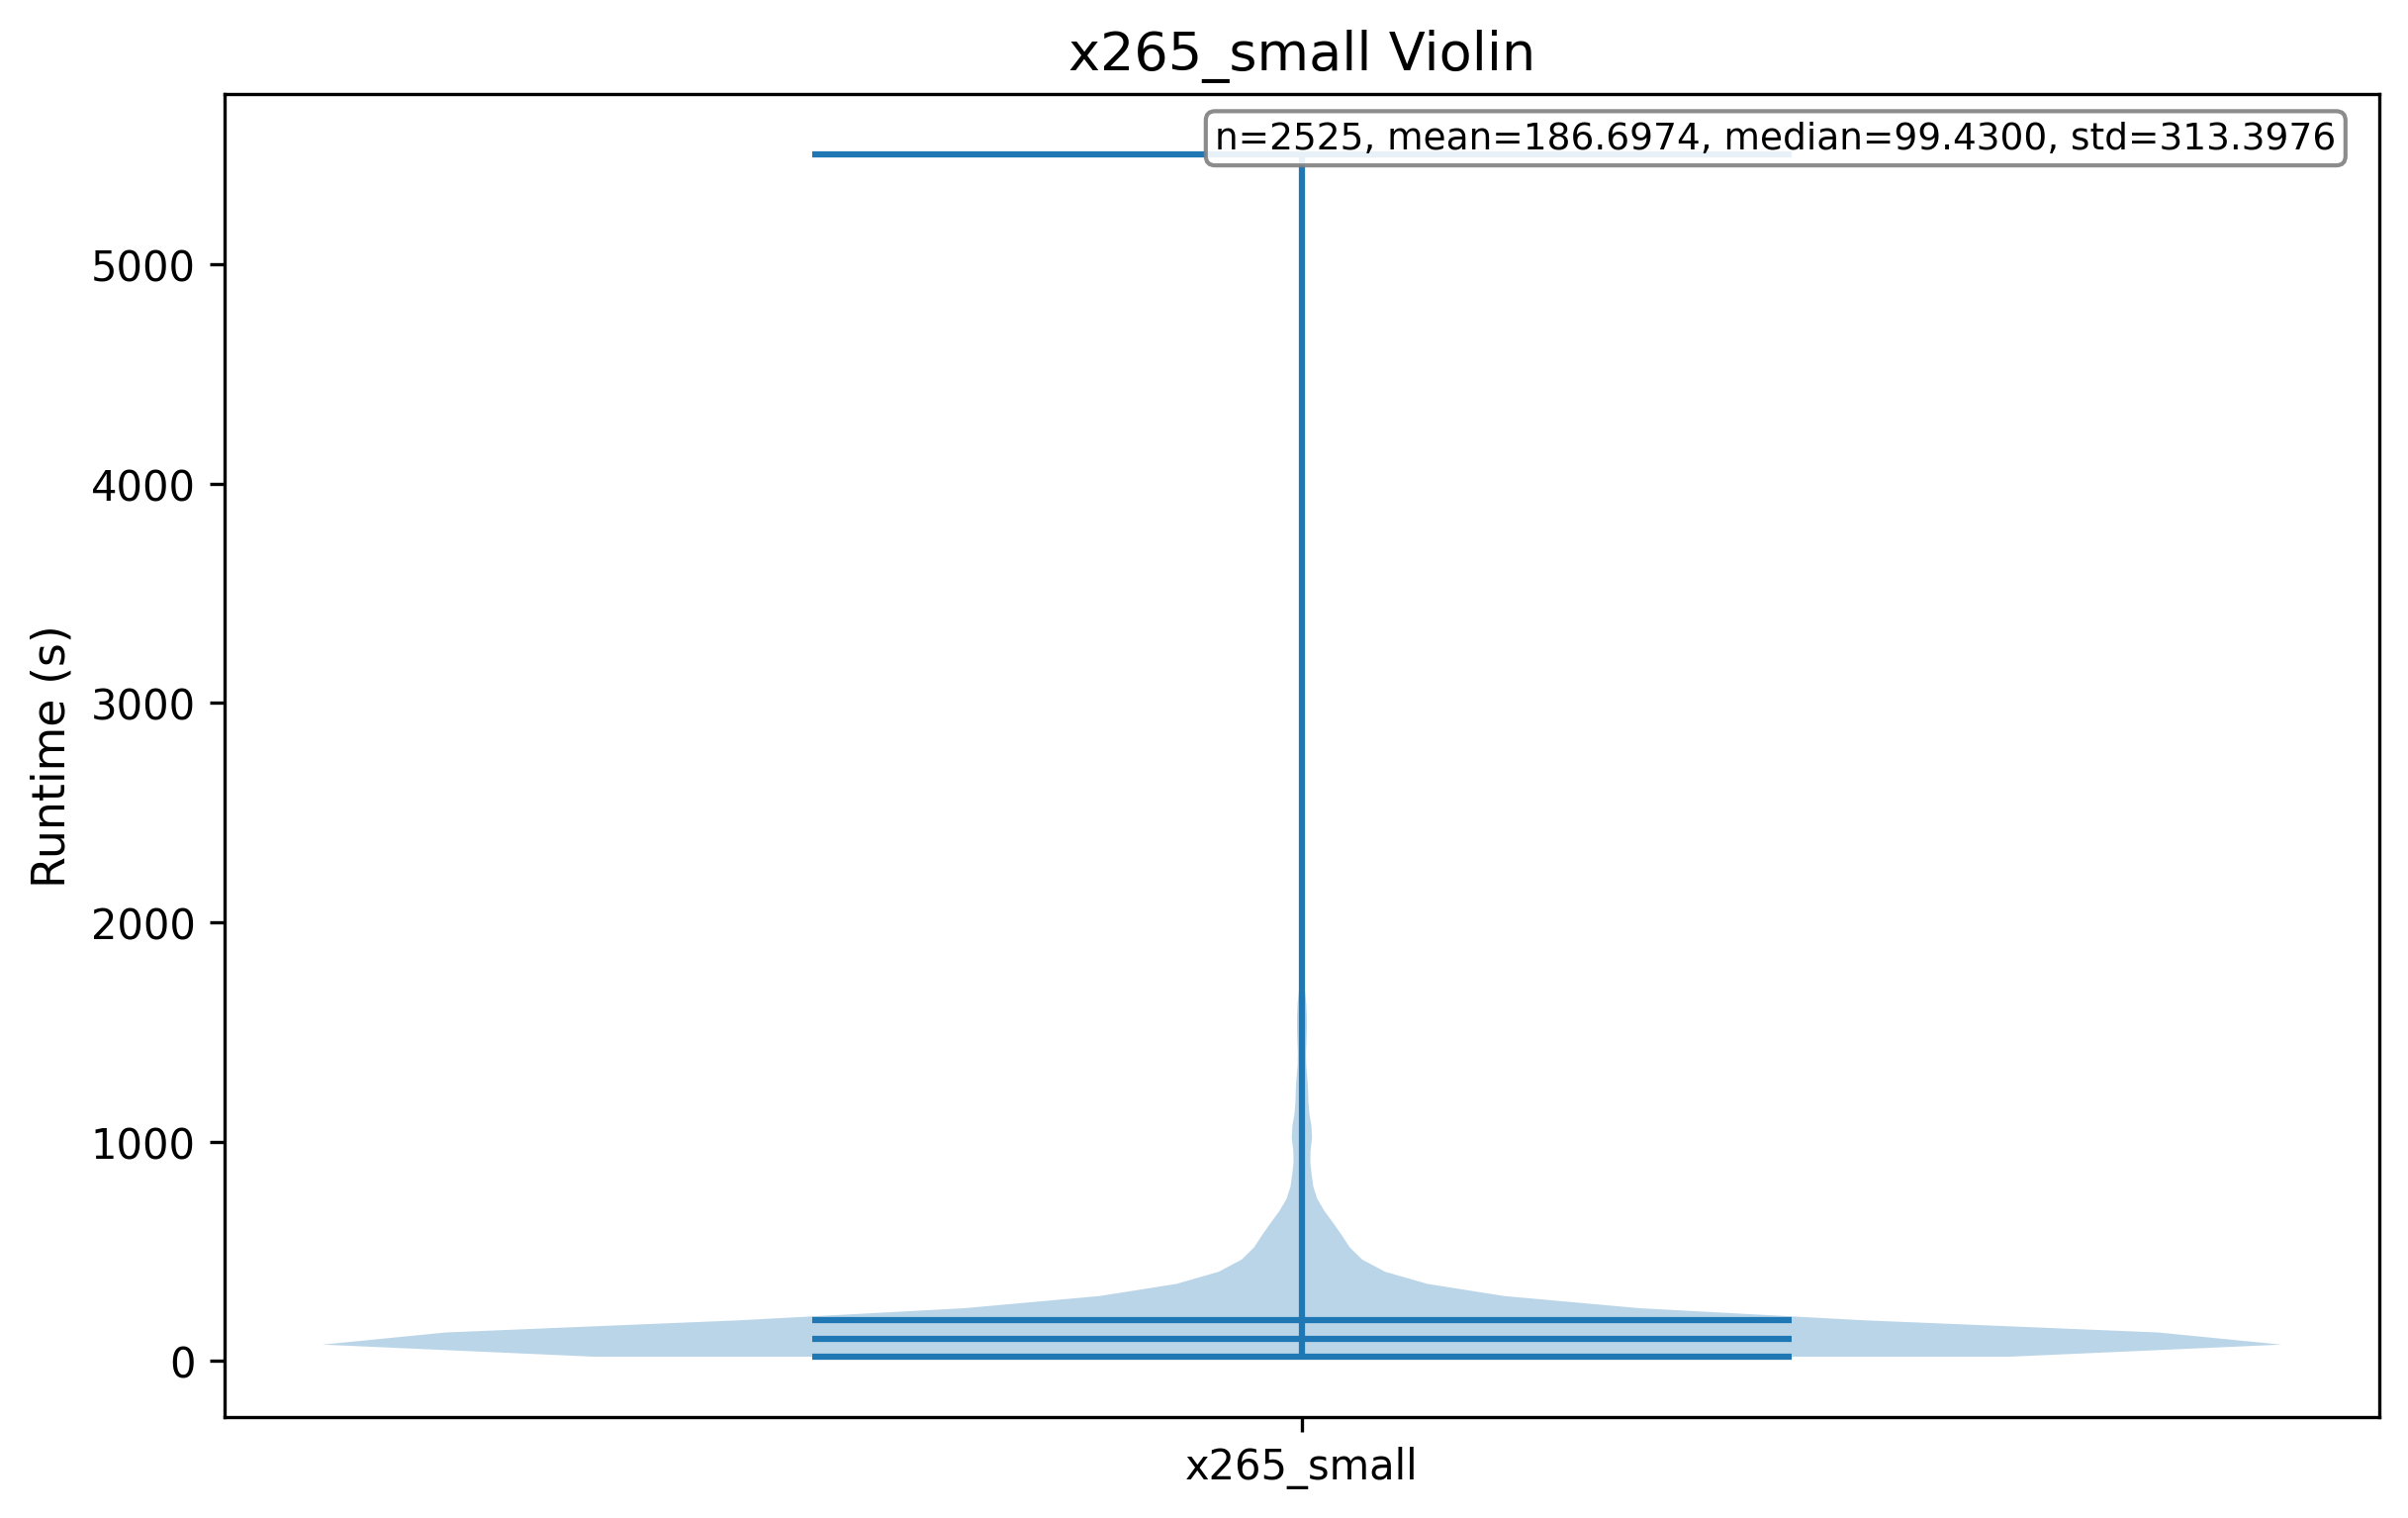 x265_small Violin
n=2525, mean=186.6974, median=99.4300, std=313.3976
Runtime (s)
5000
4000
3000
2000
1000
0
x265_small